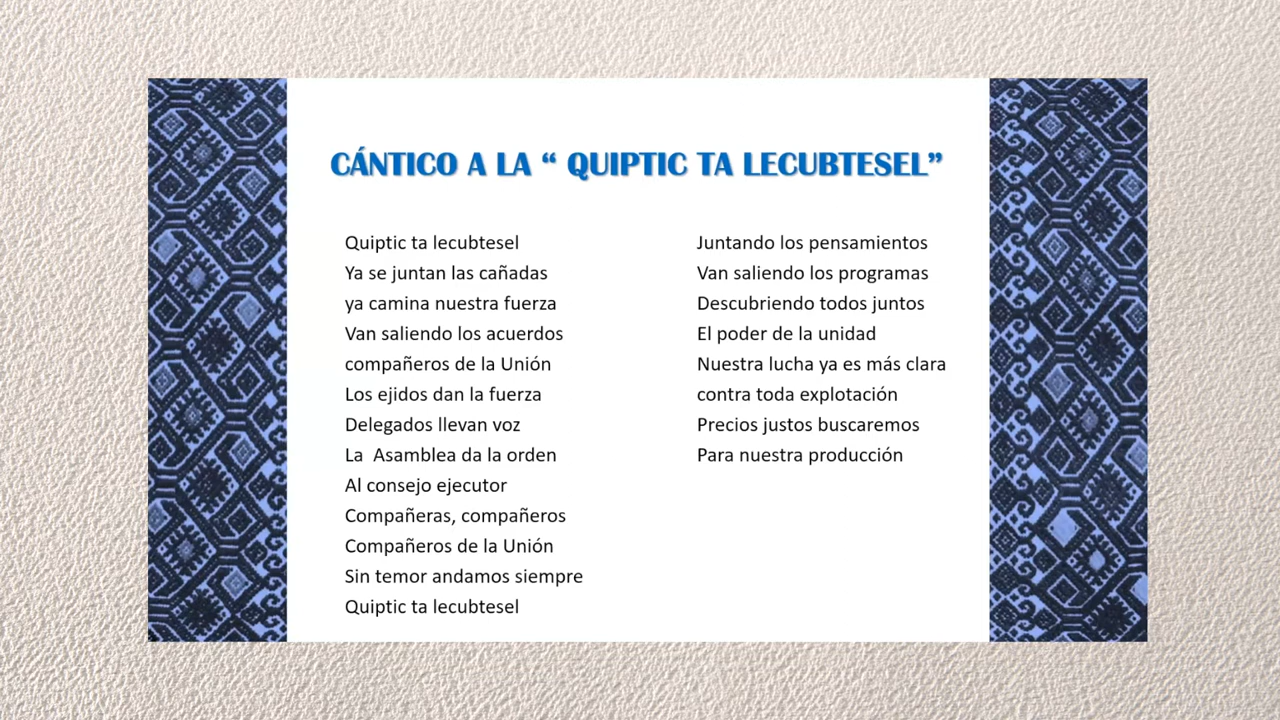 CÁNTICO A LA “ QUIPTIC TA LECUBTESEL”
Quiptic ta lecubtesel
Ya se juntan las cañadas
ya camina nuestra fuerza
Van saliendo los acuerdos
compañeros de la Unión
Los ejidos dan la fuerza
Delegados llevan voz
La  Asamblea da la orden
Al consejo ejecutor
Compañeras, compañeros
Compañeros de la Unión
Sin temor andamos siempre
Quiptic ta lecubtesel
Juntando los pensamientos
Van saliendo los programas
Descubriendo todos juntos
El poder de la unidad
Nuestra lucha ya es más clara
contra toda explotación
Precios justos buscaremos
Para nuestra producción